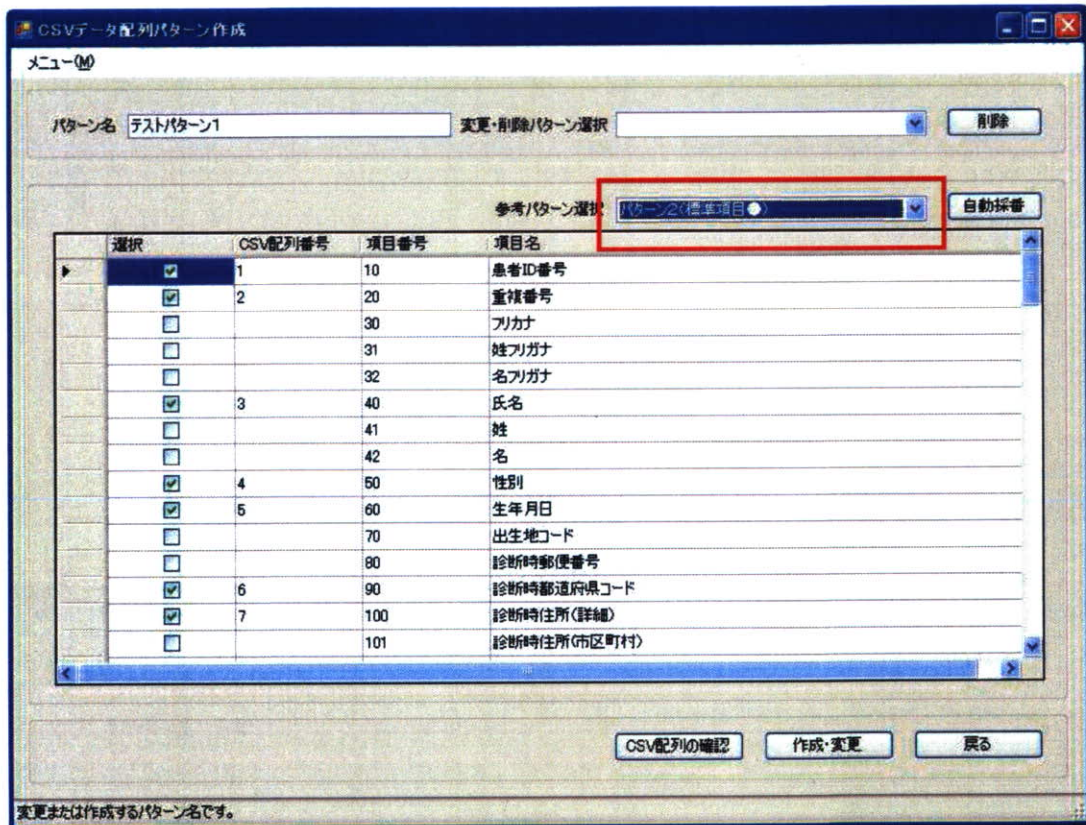 CSVデータ配列パターン作成
メニュー(M)
パターン名 テストパターン1 変更・削除パターン選択 削除
参考パターン選択 パターン2(標準項目●) 自動採番
選択 CSV配列番号 項目番号 項目名
1 10 患者ID番号
2 20 重複番号
30 フリカナ
31 姓フリガナ
32 名フリガナ
3 40 氏名
41 姓
42 名
4 50 性別
5 60 生年月日
70 出生地コード
80 診断時郵便番号
6 90 診断時都道府県コード
7 100 診断時住所(詳細)
101 診断時住所(市区町村)
CSV配列の確認 作成・変更 戻る
変更または作成するパターン名です。